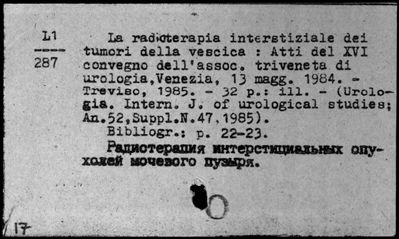 L1
287
La radioterapia interstiziale dei
tumori della vescica : Atti del XVI
convegno dell'assoc. triveneta di
urologia,Venezia, 13 magg. 1984. -
Treviso, 1985. - 32 p.: ill. - (Urolo-
gia. Intern. J. of urological studies;
An.52,Suppl.N.47,1985).
Bibliogr.: p. 22-23.
Радиотерапия интерстициальных опу-
холей мочевого пузыря.
17